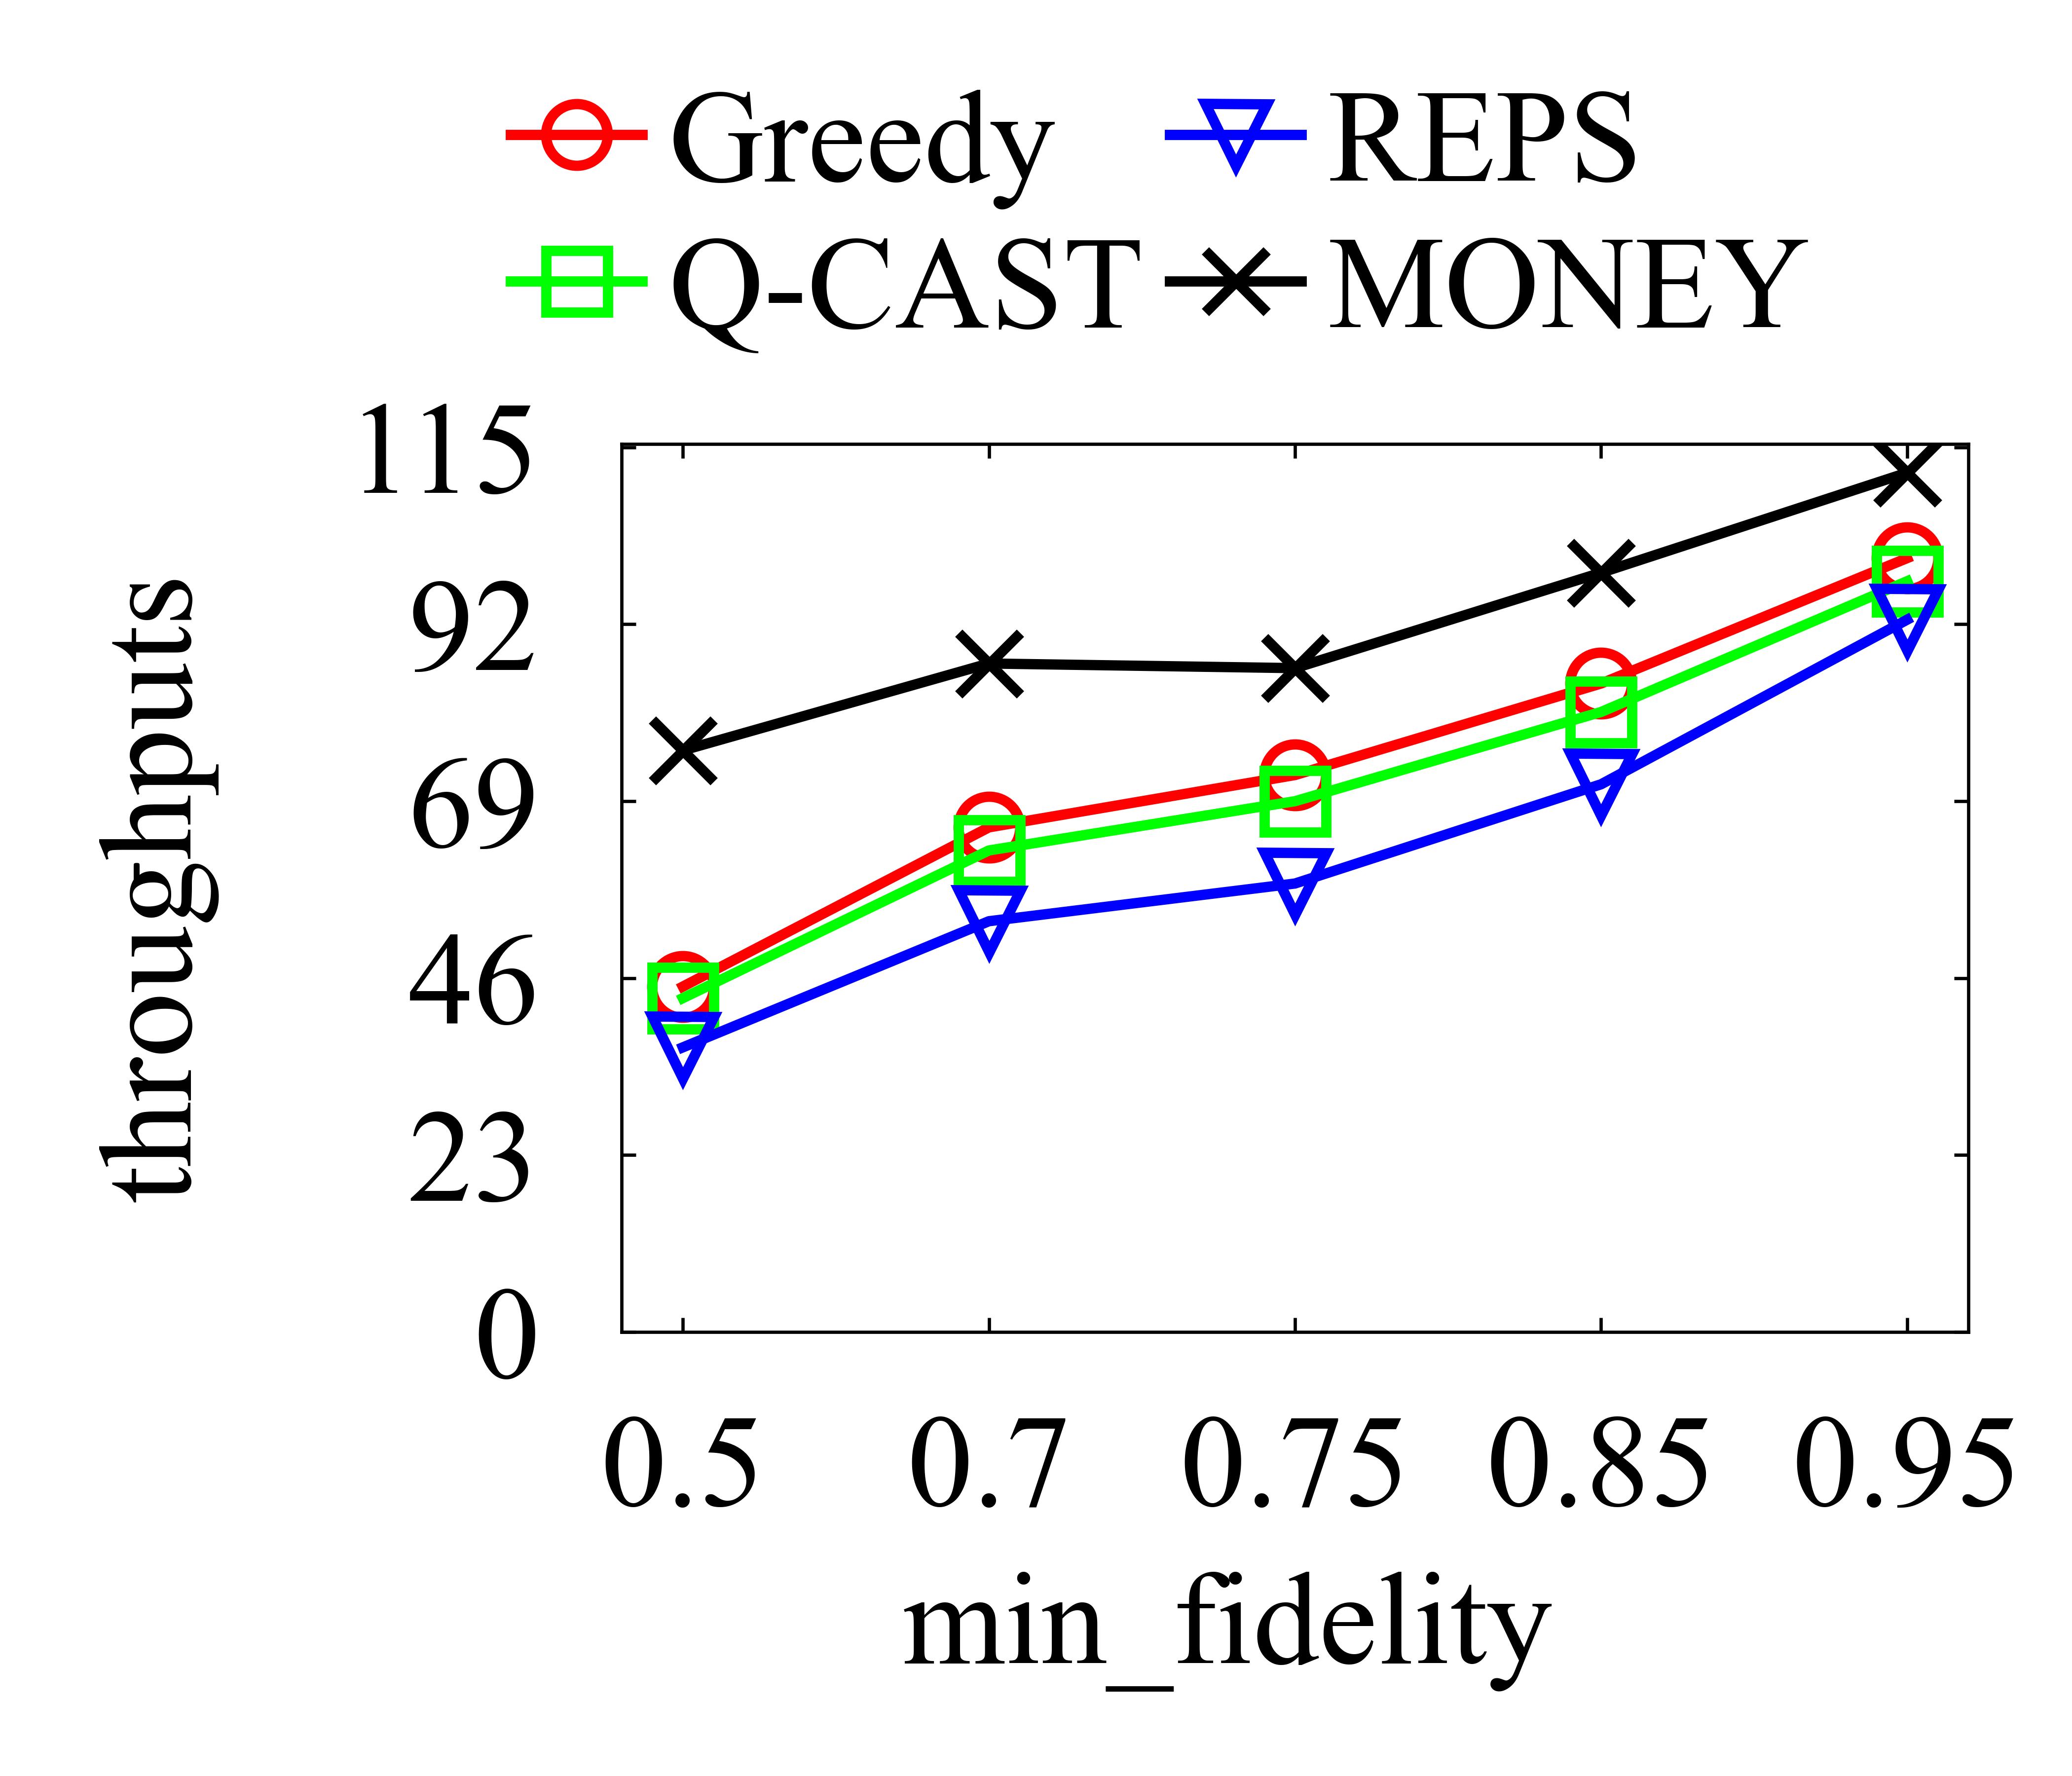 Greedy REPS
Q-CAST MONEY
115
92
69
46
23
0
throughputs
0.5 0.7 0.75 0.85 0.95
min_fidelity